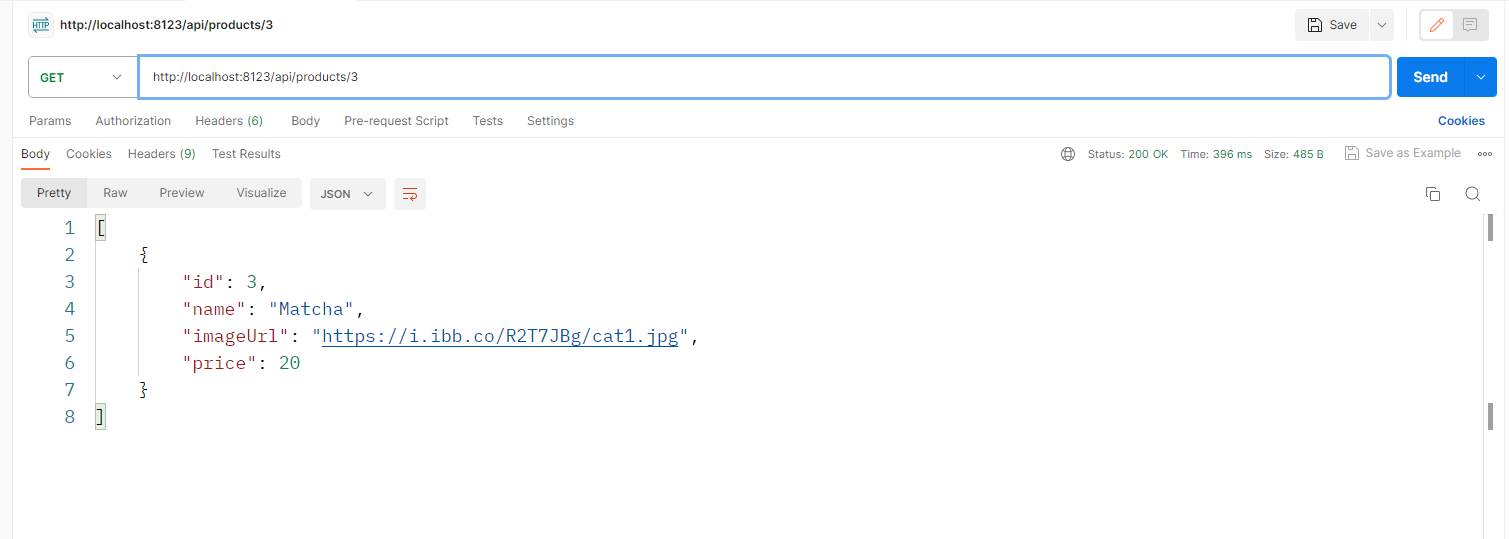 HTTP http://localhost:8123/api/products/3 Save
GET http://localhost:8123/api/products/3 Send
Params Authorization Headers (6) Body Pre-request Script Tests Settings Cookies
Body Cookies Headers (9) Test Results Status: 200 OK Time: 396 ms Size: 485 B Save as Example
Pretty Raw Preview Visualize JSON
1 [
2 {
3 "id": 3,
4 "name": "Matcha",
5 "imageUrl": "https://i.ibb.co/R2T7JBg/cat1.jpg",
6 "price": 20
7 }
8 ]